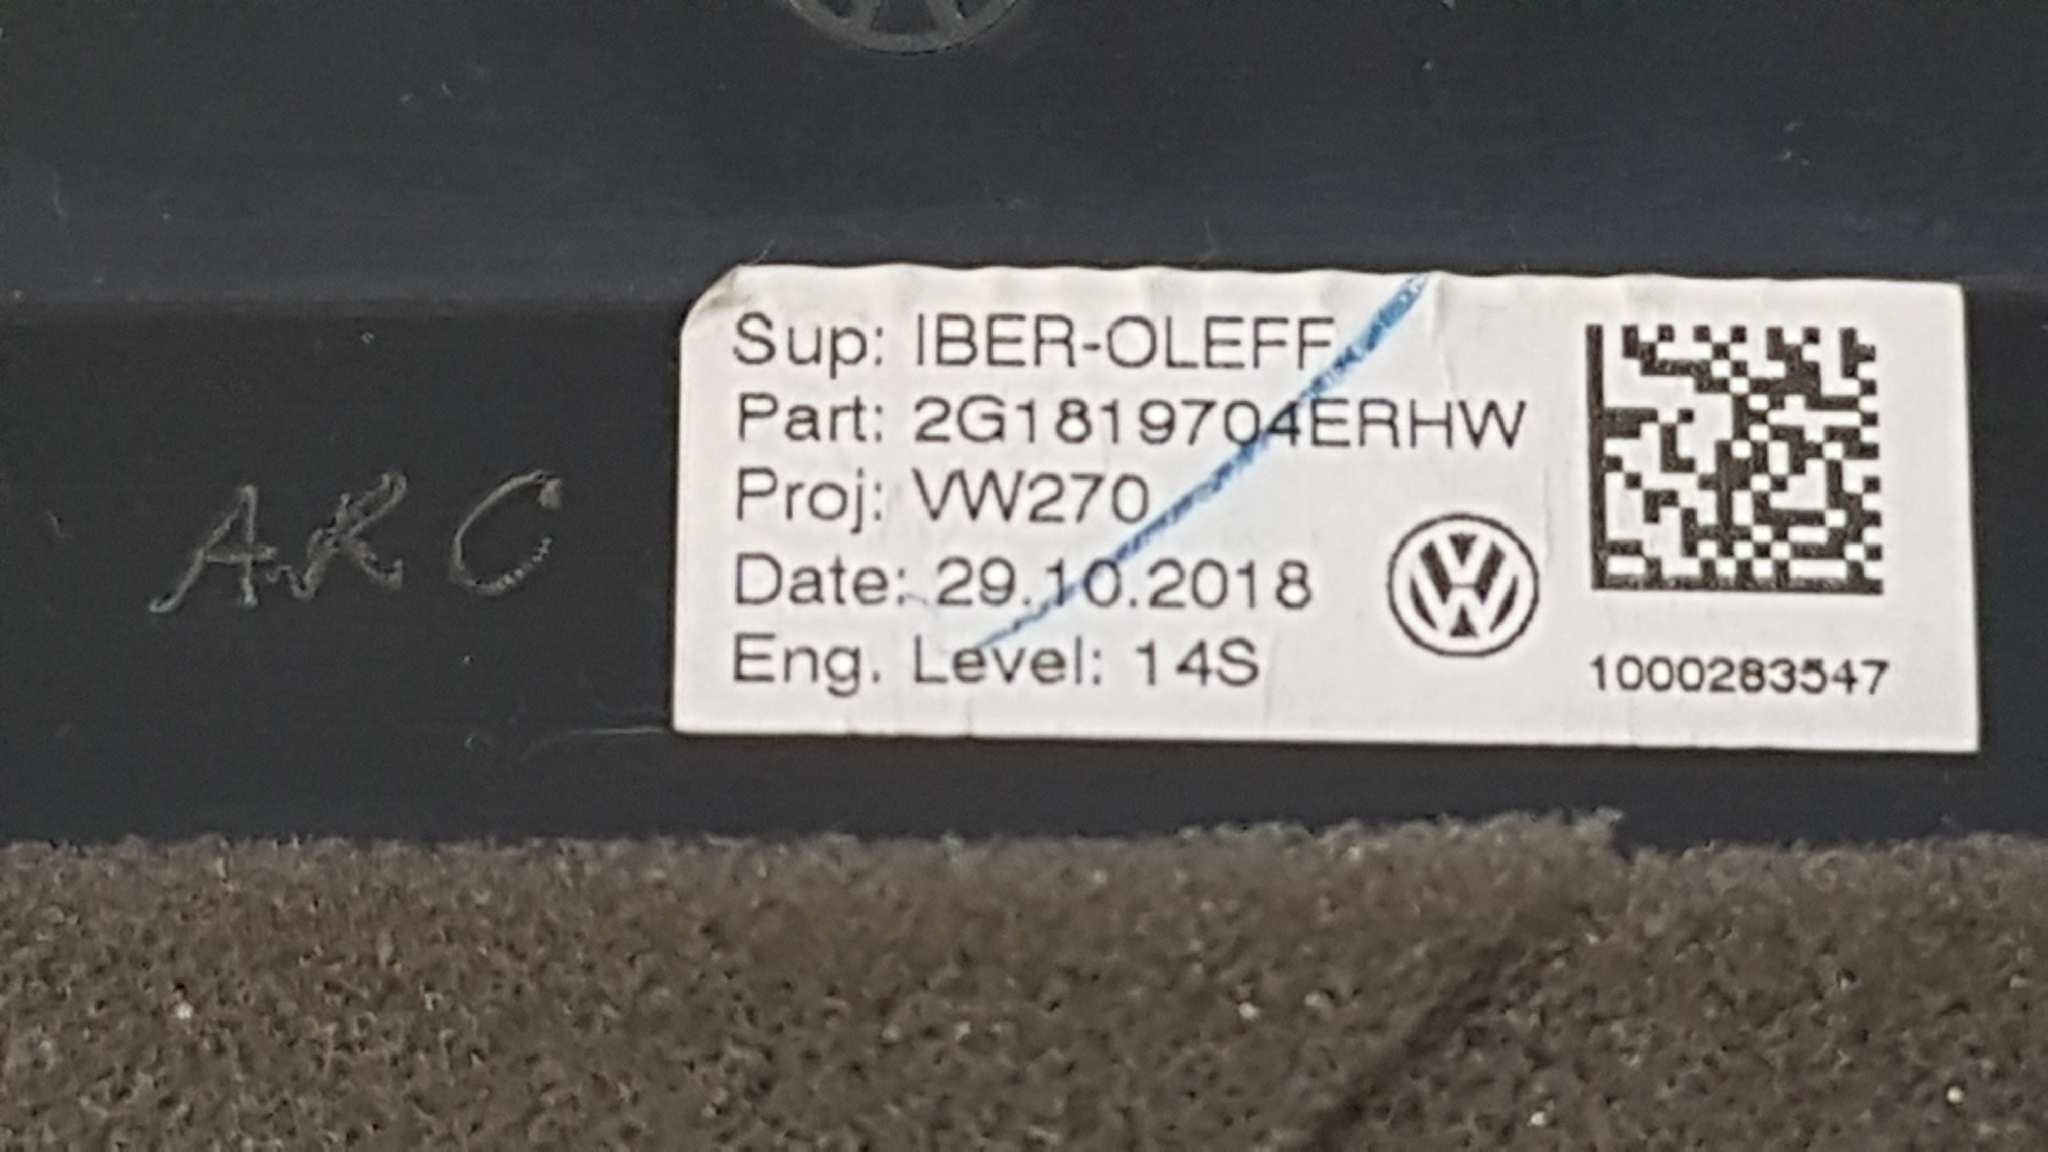 ARC
Sup: IBER-OLEFF
Part: 2G1819704ERHW
Proj: VW270
Date: 29.10.2018
Eng. Level: 14S
1000283547